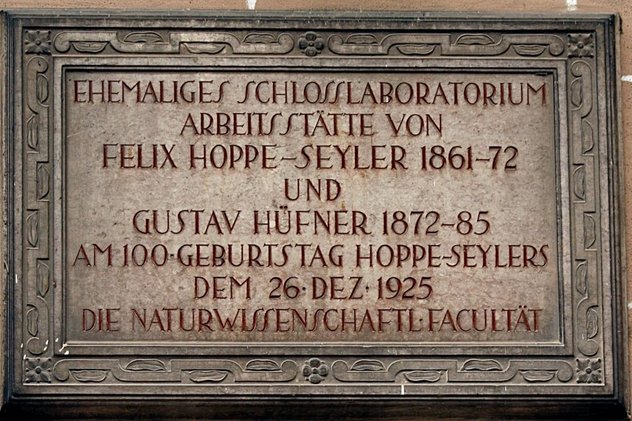 EHEMALIGES SCHLOSSLABORATORIUM
ARBEITSSTÄTTE VON
FELIX HOPPE-SEYLER 1861-72
UND
GUSTAV HÜFNER 1872-85
AM 100·GEBURTSTAG HOPPE-SEYLERS
DEM 26·DEZ·1925
DIE NATURWISSENSCHAFTL·FACULTÄT